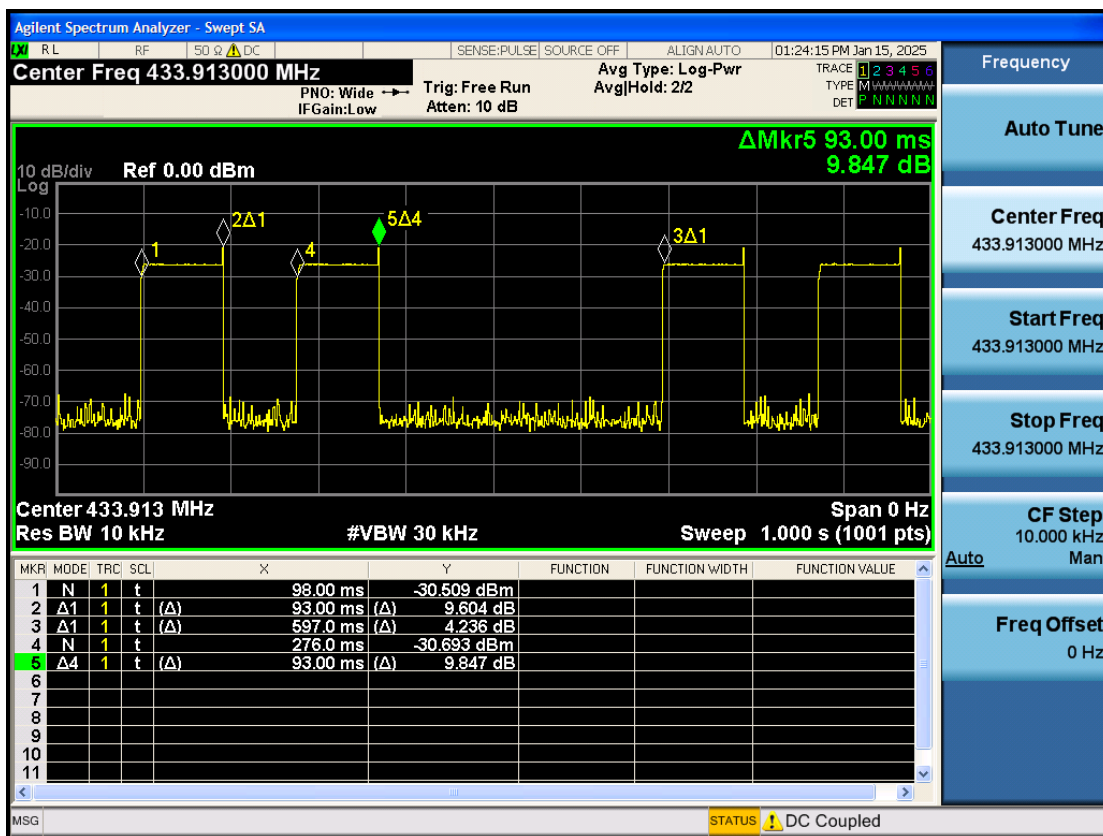 Agilent Spectrum Analyzer - Swept SA
LXI RL RF 50 Ω DC SENSE:PULSE SOURCE OFF ALIGN AUTO 01:24:15 PM Jan 15, 2025
Center Freq 433.913000 MHz
PNO: Wide
IFGain:Low
Trig: Free Run
Atten: 10 dB
Avg Type: Log-Pwr
Avg|Hold: 2/2
TRACE 1 2 3 4 5 6
TYPE M
DET P N N N N N
ΔMkr5 93.00 ms
9.847 dB
10 dB/div Ref 0.00 dBm
Log
-10.0
-20.0
-30.0
-40.0
-50.0
-60.0
-70.0
-80.0
-90.0
1
2Δ1
4
5Δ4
3Δ1
Center 433.913 MHz Span 0 Hz
Res BW 10 kHz #VBW 30 kHz Sweep 1.000 s (1001 pts)
MKR MODE TRC SCL X Y FUNCTION FUNCTION WIDTH FUNCTION VALUE
1 N 1 t 98.00 ms -30.509 dBm
2 Δ1 1 t (Δ) 93.00 ms (Δ) 9.604 dB
3 Δ1 1 t (Δ) 597.0 ms (Δ) 4.236 dB
4 N 1 t 276.0 ms -30.693 dBm
5 Δ4 1 t (Δ) 93.00 ms (Δ) 9.847 dB
6
7
8
9
10
11
MSG STATUS DC Coupled
Frequency
Auto Tune
Center Freq
433.913000 MHz
Start Freq
433.913000 MHz
Stop Freq
433.913000 MHz
CF Step
10.000 kHz
Auto Man
Freq Offset
0 Hz